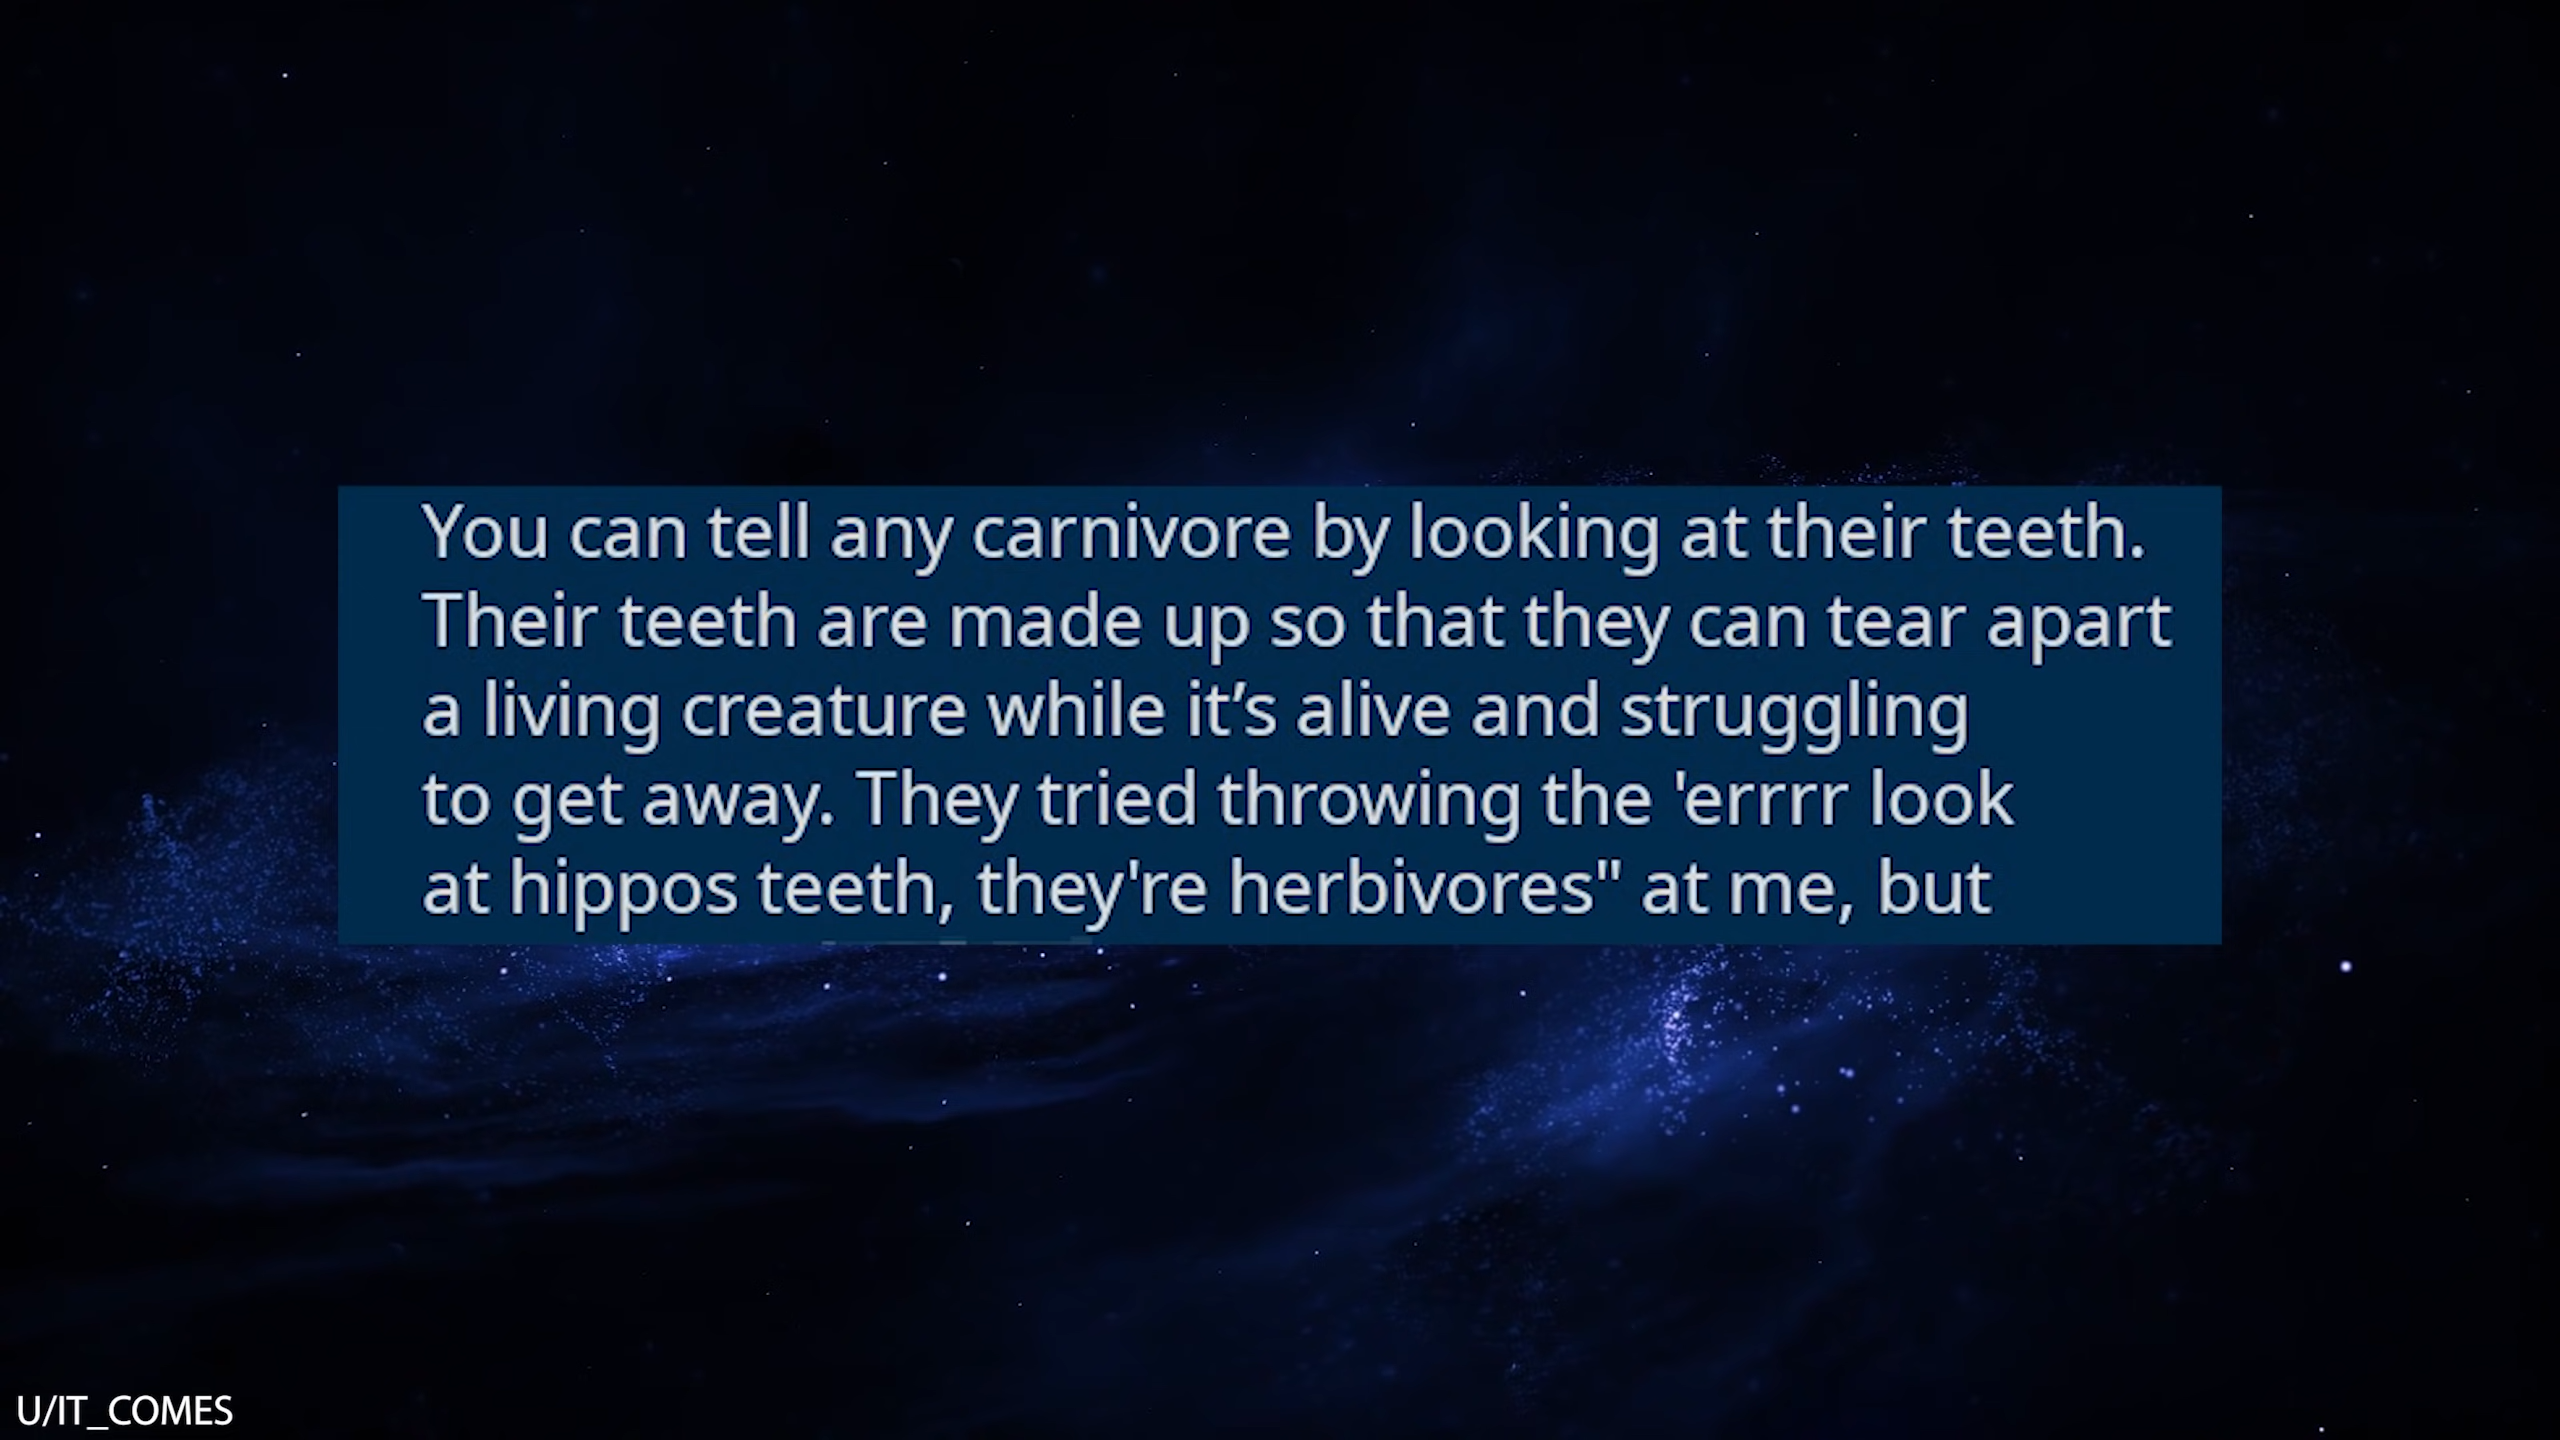 You can tell any carnivore by looking at their teeth.
Their teeth are made up so that they can tear apart
a living creature while it’s alive and struggling
to get away. They tried throwing the 'errrr look
at hippos teeth, they're herbivores" at me, but
U/IT_COMES